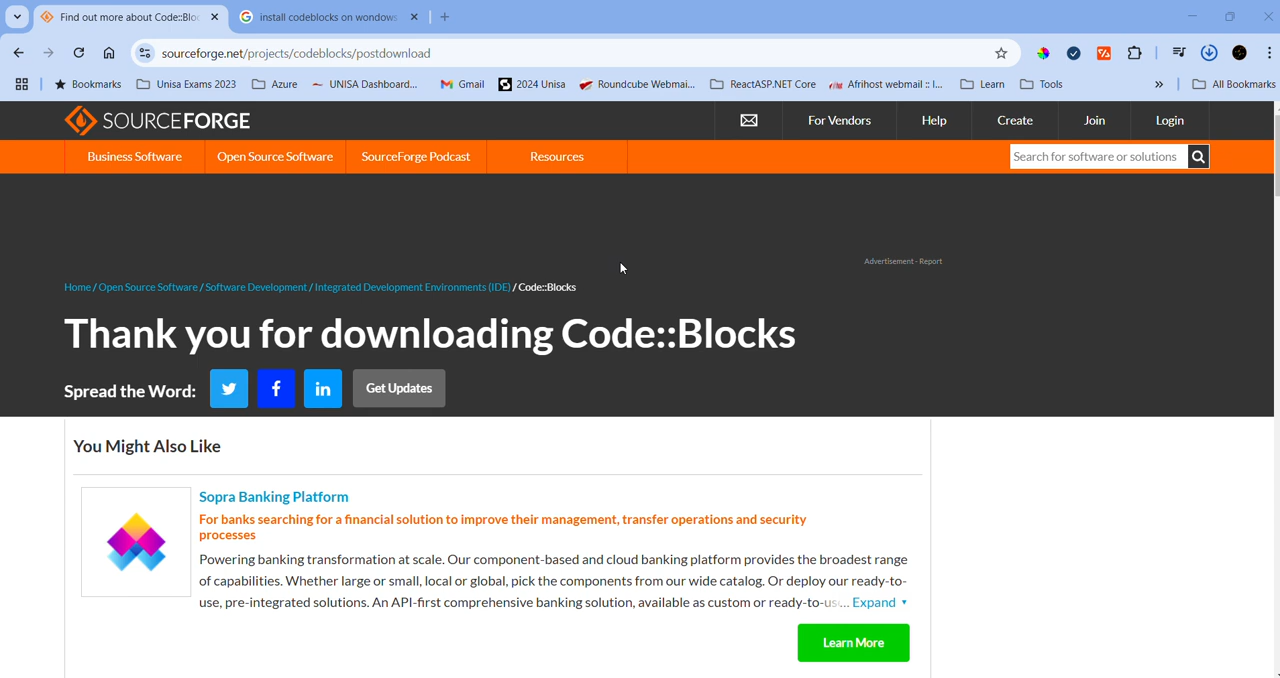 Find out more about Code::Bloc
install codeblocks on wondows
sourceforge.net/projects/codeblocks/postdownload
Bookmarks
Unisa Exams 2023
Azure
UNISA Dashboard...
Gmail
2024 Unisa
Roundcube Webmai...
ReactASP.NET Core
Afrihost webmail :: I...
Learn
Tools
»
All Bookmarks
SOURCEFORGE
For Vendors
Help
Create
Join
Login
Business Software
Open Source Software
SourceForge Podcast
Resources
Search for software or solutions
Advertisement - Report
Home / Open Source Software / Software Development / Integrated Development Environments (IDE) / Code::Blocks
Thank you for downloading Code::Blocks
Spread the Word:
Get Updates
You Might Also Like
Sopra Banking Platform
For banks searching for a financial solution to improve their management, transfer operations and security
processes
Powering banking transformation at scale. Our component-based and cloud banking platform provides the broadest range
of capabilities. Whether large or small, local or global, pick the components from our wide catalog. Or deploy our ready-to-
use, pre-integrated solutions. An API-first comprehensive banking solution, available as custom or ready-to-us... Expand
Learn More